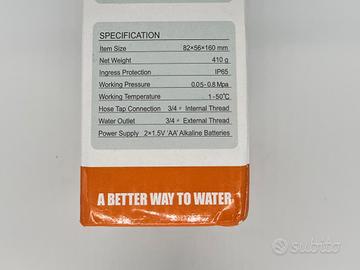 SPECIFICATION
Item Size 82×56×160 mm
Net Weight 410 g
Ingress Protection IP65
Working Pressure 0.05- 0.8 Mpa
Working Temperature 1 - 50°C
Hose Tap Connection 3/4 〃 Internal Thread
Water Outlet 3/4 〃 External Thread
Power Supply 2×1.5V 'AA' Alkaline Batteries
A BETTER WAY TO WATER
subito